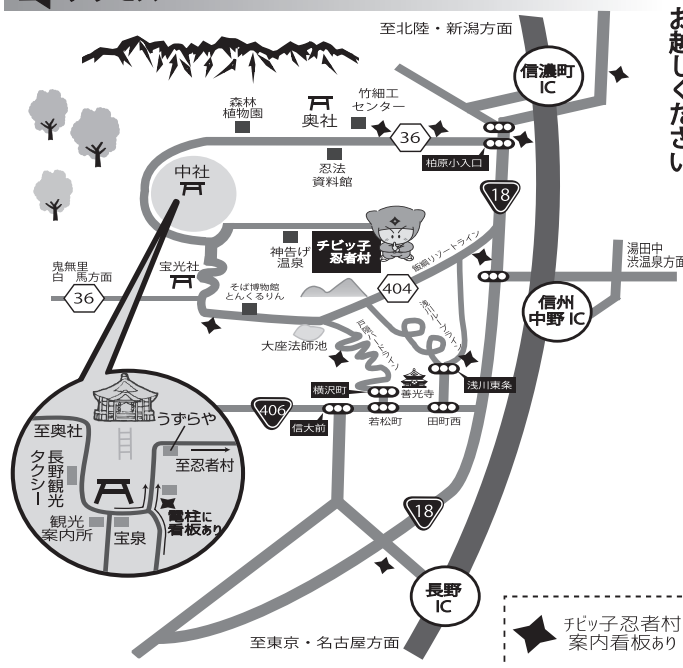 お越しください
至北陸・新潟方面
信濃町
IC
森林
植物園
奥社
竹細工
センター
36
忍法
資料館
柏原小入口
中社
18
神告げ
温泉
チビッ子
忍者村
飯綱リゾートライン
湯田中
渋温泉方面
鬼無里
白馬方面
36
宝光社
そば博物館
とんくるりん
404
信州
中野 IC
大座法師池
戸隠バードライン
浅川ループライン
横沢町
善光寺
浅川東条
406
信大前
若松町
田町西
うずらや
至奥社
至忍者村
長野観光
タクシー
電柱に
看板あり
観光
案内所
宝泉
18
長野
IC
至東京・名古屋方面
チビッ子忍者村
案内看板あり